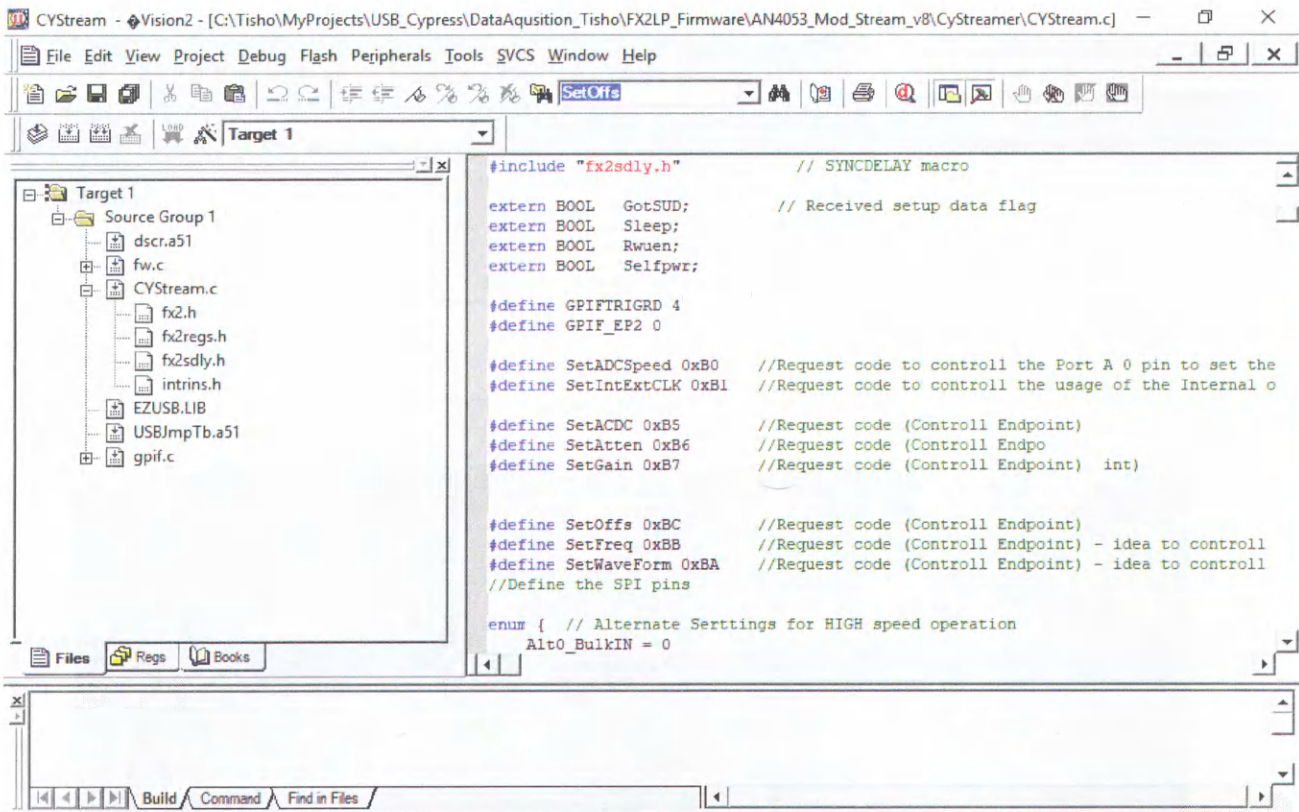 CYStream - �Vision2 - [C:\Tisho\MyProjects\USB_Cypress\DataAqusition_Tisho\FX2LP_Firmware\AN4053_Mod_Stream_v8\CyStreamer\CYStream.c]
File Edit View Project Debug Flash Peripherals Tools SVCS Window Help
SetOffs
LOAD Target 1
Target 1
Source Group 1
dscr.a51
fw.c
CYStream.c
fx2.h
fx2regs.h
fx2sdly.h
intrins.h
EZUSB.LIB
USBJmpTb.a51
gpif.c
Files Regs Books
#include "fx2sdly.h" // SYNCDELAY macro
extern BOOL GotSUD; // Received setup data flag
extern BOOL Sleep;
extern BOOL Rwuen;
extern BOOL Selfpwr;
#define GPIFTRIGRD 4
#define GPIF_EP2 0
#define SetADCSpeed 0xB0 //Request code to controll the Port A 0 pin to set the
#define SetIntExtCLK 0xB1 //Request code to controll the usage of the Internal o
#define SetACDC 0xB5 //Request code (Controll Endpoint)
#define SetAtten 0xB6 //Request code (Controll Endpo
#define SetGain 0xB7 //Request code (Controll Endpoint) int)
#define SetOffs 0xBC //Request code (Controll Endpoint)
#define SetFreq 0xBB //Request code (Controll Endpoint) - idea to controll
#define SetWaveForm 0xBA //Request code (Controll Endpoint) - idea to controll
//Define the SPI pins
enum { // Alternate Serttings for HIGH speed operation
Alt0_BulkIN = 0
Build Command Find in Files